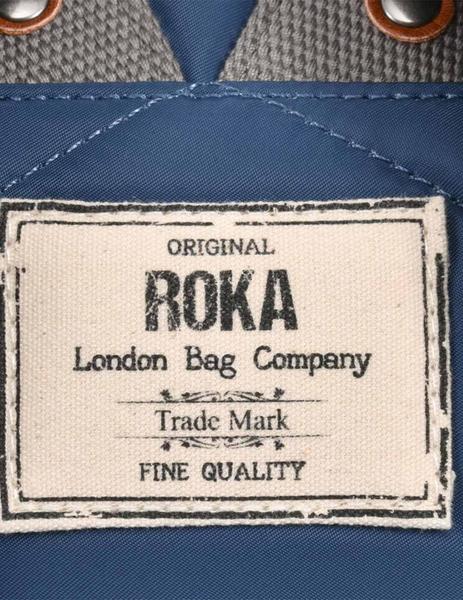 ORIGINAL
ROKA
London Bag Company
Trade Mark
FINE QUALITY